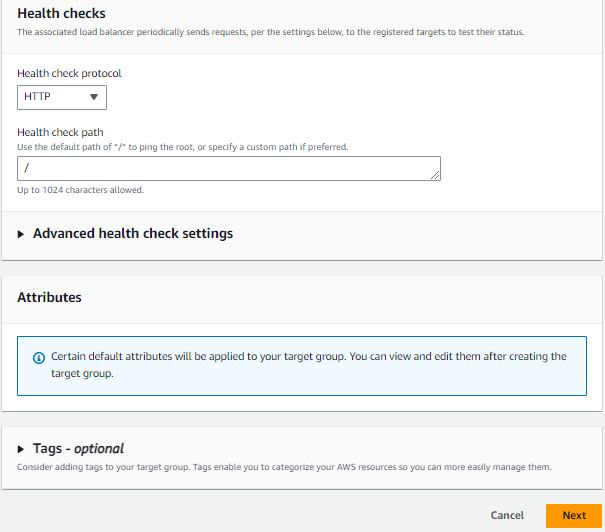 Health checks
The associated load balancer periodically sends requests, per the settings below, to the registered targets to test their status.
Health check protocol
HTTP
Health check path
Use the default path of "/" to ping the root, or specify a custom path if preferred.
/
Up to 1024 characters allowed.
Advanced health check settings
Attributes
Certain default attributes will be applied to your target group. You can view and edit them after creating the
target group.
Tags - optional
Consider adding tags to your target group. Tags enable you to categorize your AWS resources so you can more easily manage them.
Cancel Next